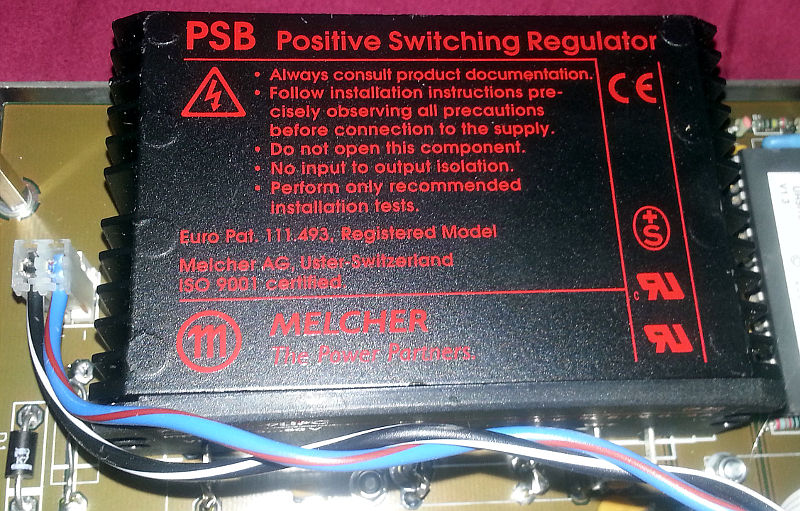 PSB Positive Switching Regulator
• Always consult product documentation.
• Follow installation instructions pre-
cisely observing all precautions
before connection to the supply.
• Do not open this component.
• No input to output isolation.
• Perform only recommended
installation tests.
Euro Pat. 111.493, Registered Model
Melcher AG, Uster-Switzerland
ISO 9001 certified
m MELCHER
The Power Partners.
CE
+S
c UR
UR